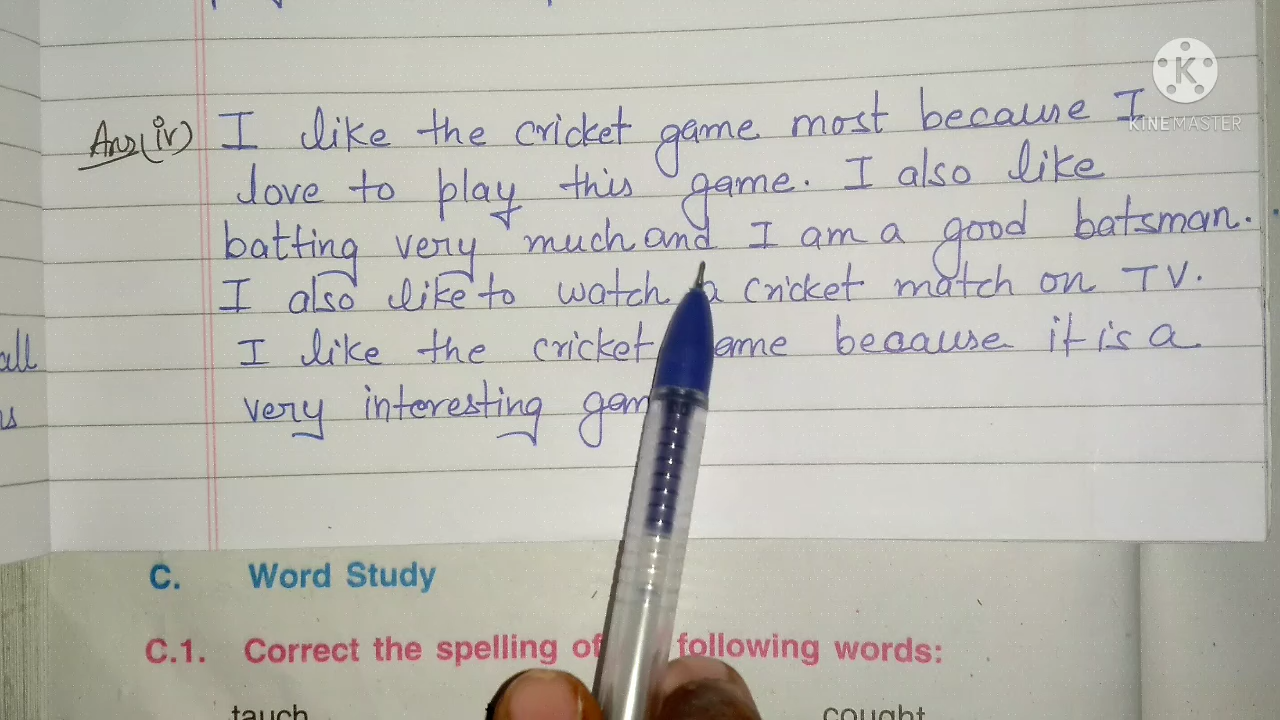 K
KINEMASTER
Ans(iv) I like the cricket game most because I
love to play this game. I also like
batting very much and I am a good batsman.
I also like to watch a cricket match on TV.
I like the cricket game because it is a
very interesting gam
all
s
C. Word Study
C.1. Correct the spelling of following words:
tauch cought